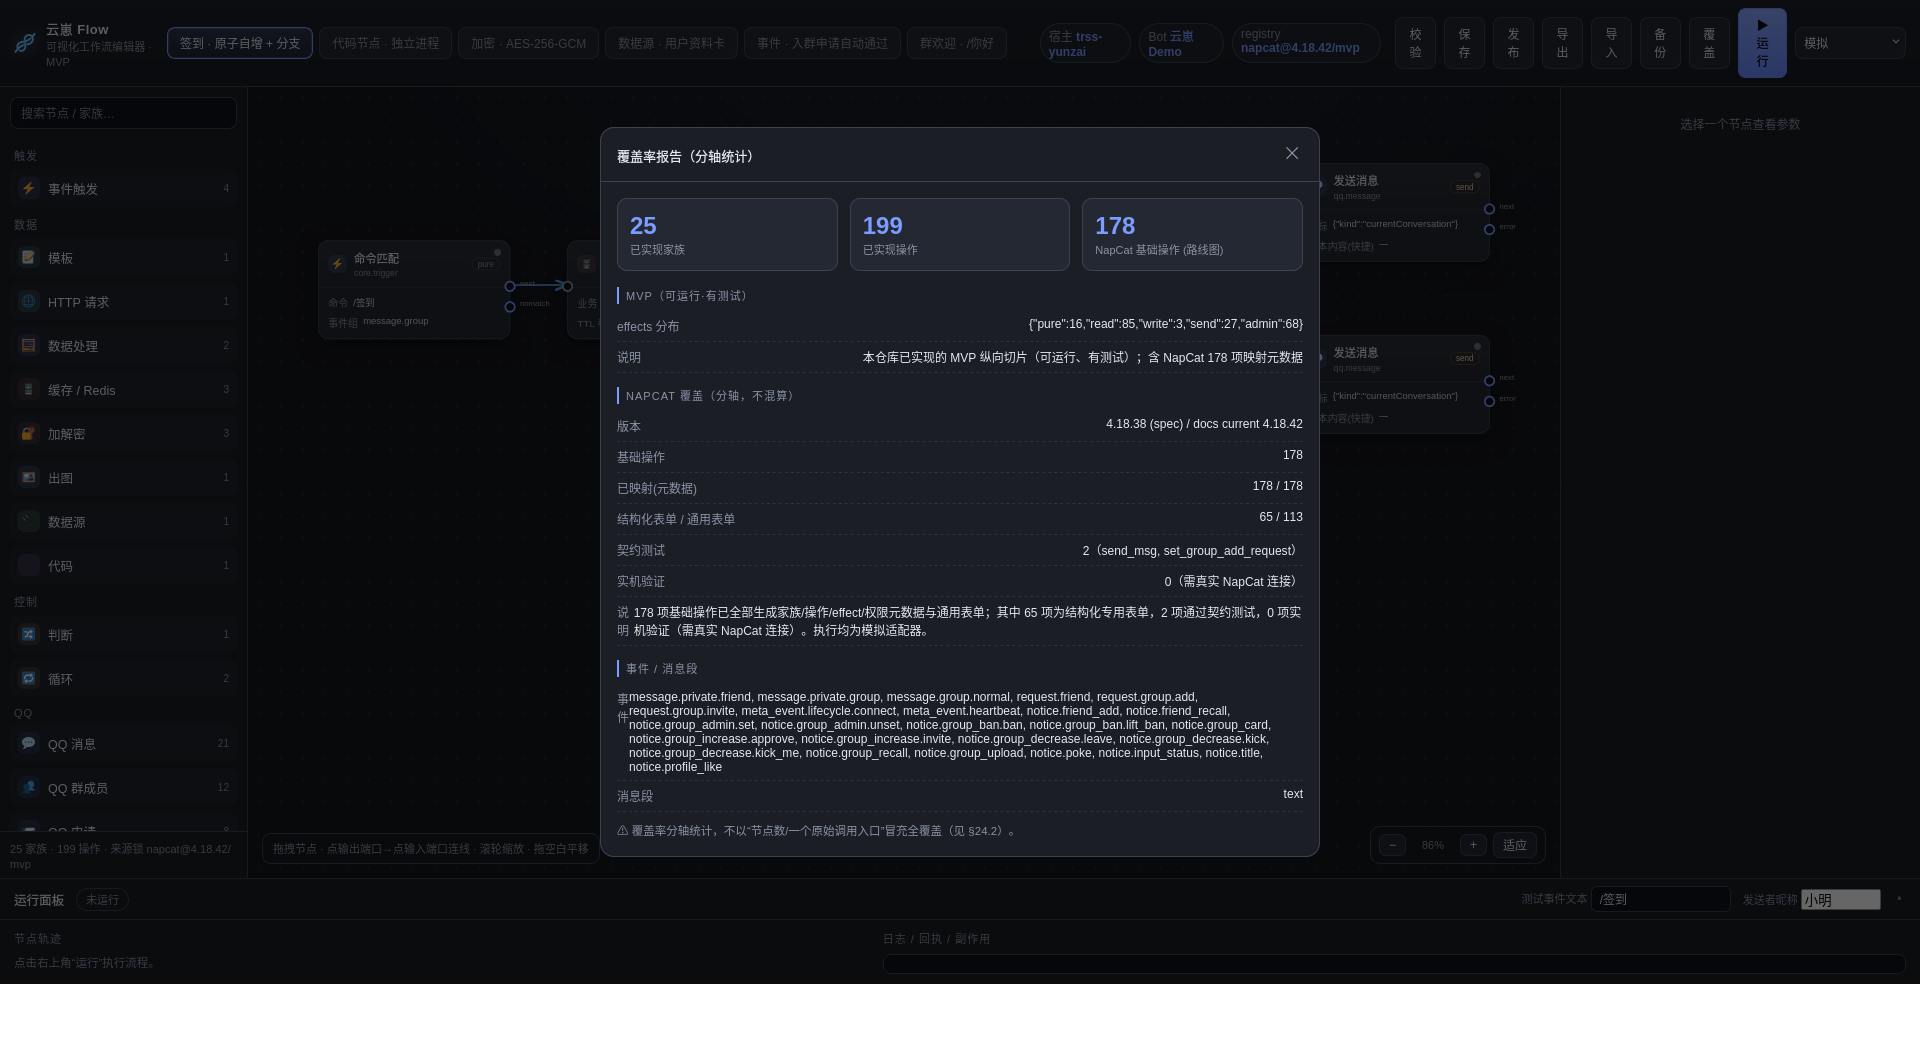 云崽 Flow
可视化工作流编辑器 ·
MVP
签到 · 原子自增 + 分支
代码节点 · 独立进程
加密 · AES-256-GCM
数据源 · 用户资料卡
事件 · 入群申请自动通过
群欢迎 · /你好
宿主 trss-
yunzai
Bot 云崽
Demo
registry
napcat@4.18.42/mvp
校
验
保
存
发
布
导
出
导
入
备
份
覆
盖
▶
运
行
模拟
搜索节点 / 家族…
触发
事件触发 4
数据
模板 1
HTTP 请求 1
数据处理 2
缓存 / Redis 3
加解密 3
出图 1
数据源 1
代码 1
控制
判断 1
循环 2
QQ
QQ 消息 21
QQ 群成员 12
25 家族 · 199 操作 · 来源锁 napcat@4.18.42/
mvp
命令匹配
core.trigger
pure
next
nomatch
命令 /签到
事件组 message.group
业务
TTL
覆盖率报告（分轴统计）
25
已实现家族
199
已实现操作
178
NapCat 基础操作 (路线图)
MVP（可运行·有测试）
effects 分布 {"pure":16,"read":85,"write":3,"send":27,"admin":68}
说明 本仓库已实现的 MVP 纵向切片（可运行、有测试）；含 NapCat 178 项映射元数据
NAPCAT 覆盖（分轴，不混算）
版本 4.18.38 (spec) / docs current 4.18.42
基础操作 178
已映射(元数据) 178 / 178
结构化表单 / 通用表单 65 / 113
契约测试 2（send_msg, set_group_add_request）
实机验证 0（需真实 NapCat 连接）
说明 178 项基础操作已全部生成家族/操作/effect/权限元数据与通用表单；其中 65 项为结构化专用表单，2 项通过契约测试，0 项实
机验证（需真实 NapCat 连接）。执行均为模拟适配器。
事件 / 消息段
事件 message.private.friend, message.private.group, message.group.normal, request.friend, request.group.add,
request.group.invite, meta_event.lifecycle.connect, meta_event.heartbeat, notice.friend_add, notice.friend_recall,
notice.group_admin.set, notice.group_admin.unset, notice.group_ban.ban, notice.group_ban.lift_ban, notice.group_card,
notice.group_increase.approve, notice.group_increase.invite, notice.group_decrease.leave, notice.group_decrease.kick,
notice.group_decrease.kick_me, notice.group_recall, notice.group_upload, notice.poke, notice.input_status, notice.title,
notice.profile_like
消息段 text
⚠ 覆盖率分轴统计，不以“节点数/一个原始调用入口”冒充全覆盖（见 §24.2）。
发送消息
qq.message
send
next
error
标 {"kind":"currentConversation"}
本内容(快捷) —
发送消息
qq.message
send
next
error
标 {"kind":"currentConversation"}
本内容(快捷) —
选择一个节点查看参数
拖拽节点 · 点输出端口→点输入端口连线 · 滚轮缩放 · 拖空白平移
− 86% + 适应
运行面板 未运行
测试事件文本 /签到
发送者昵称 小明
节点轨迹
点击右上角“运行”执行流程。
日志 / 回执 / 副作用